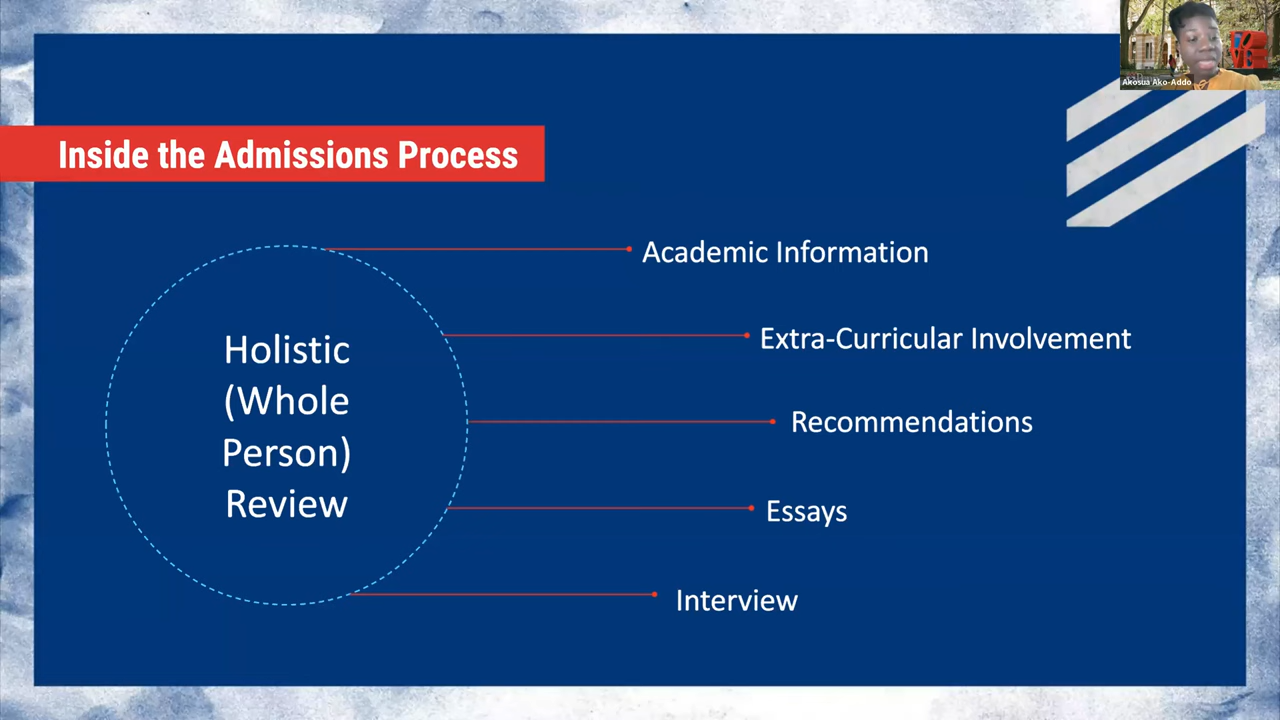 Akosua Ako-Addo
Inside the Admissions Process
Academic Information
Extra-Curricular Involvement
Holistic
(Whole
Person)
Review
Recommendations
Essays
Interview